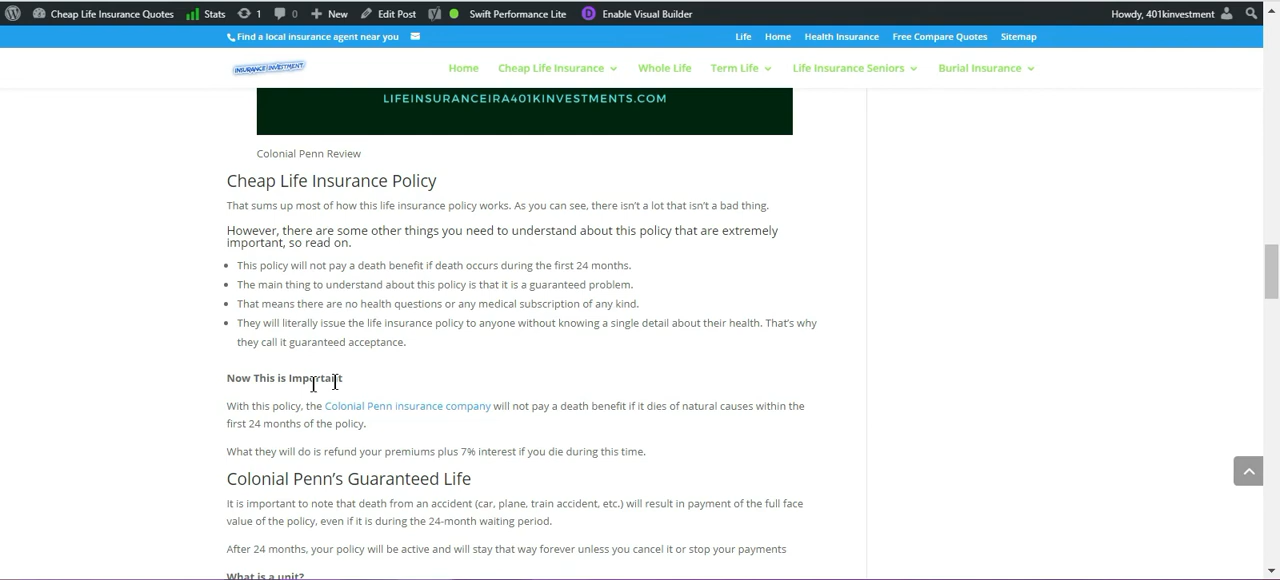 Cheap Life Insurance Quotes Stats 1 0 New Edit Post Swift Performance Lite Enable Visual Builder Howdy, 401kinvestment
Find a local insurance agent near you Life Home Health Insurance Free Compare Quotes Sitemap
INSURANCE INVESTMENT Home Cheap Life Insurance Whole Life Term Life Life Insurance Seniors Burial Insurance
LIFEINSURANCEIRA401KINVESTMENTS.COM
Colonial Penn Review
Cheap Life Insurance Policy
That sums up most of how this life insurance policy works. As you can see, there isn't a lot that isn't a bad thing.
However, there are some other things you need to understand about this policy that are extremely
important, so read on.
This policy will not pay a death benefit if death occurs during the first 24 months.
The main thing to understand about this policy is that it is a guaranteed problem.
That means there are no health questions or any medical subscription of any kind.
They will literally issue the life insurance policy to anyone without knowing a single detail about their health. That's why
they call it guaranteed acceptance.
Now This is Important
With this policy, the Colonial Penn insurance company will not pay a death benefit if it dies of natural causes within the
first 24 months of the policy.
What they will do is refund your premiums plus 7% interest if you die during this time.
Colonial Penn's Guaranteed Life
It is important to note that death from an accident (car, plane, train accident, etc.) will result in payment of the full face
value of the policy, even if it is during the 24-month waiting period.
After 24 months, your policy will be active and will stay that way forever unless you cancel it or stop your payments
What is a unit?